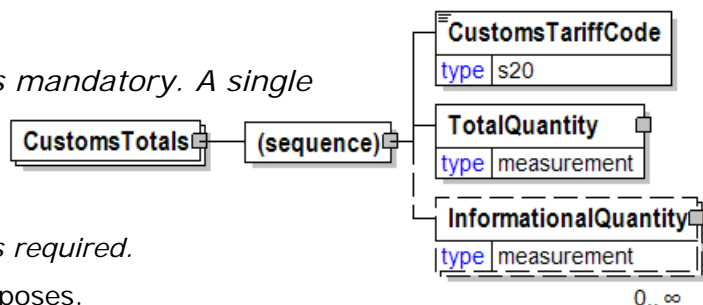 CustomsTariffCode
type s20
s mandatory. A single
TotalQuantity
CustomsTotals (sequence)
type measurement
InformationalQuantity
s required.
type measurement
poses.
0..∞